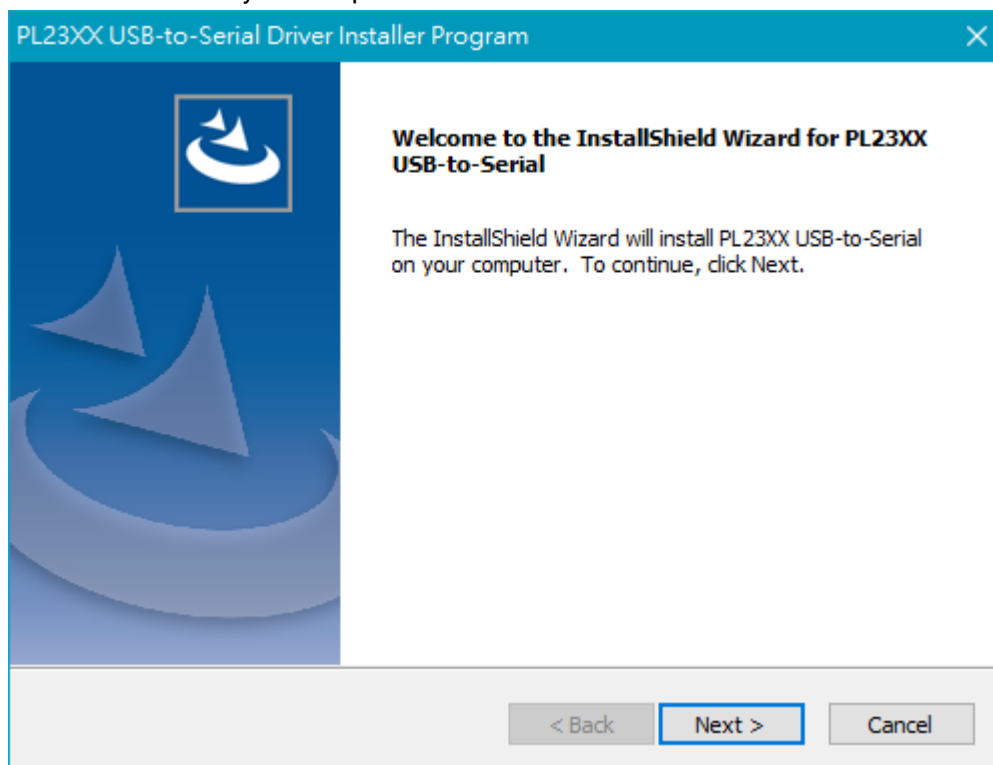 PL23XX USB-to-Serial Driver Installer Program
Welcome to the InstallShield Wizard for PL23XX
USB-to-Serial
The InstallShield Wizard will install PL23XX USB-to-Serial
on your computer. To continue, click Next.
< Back Next > Cancel